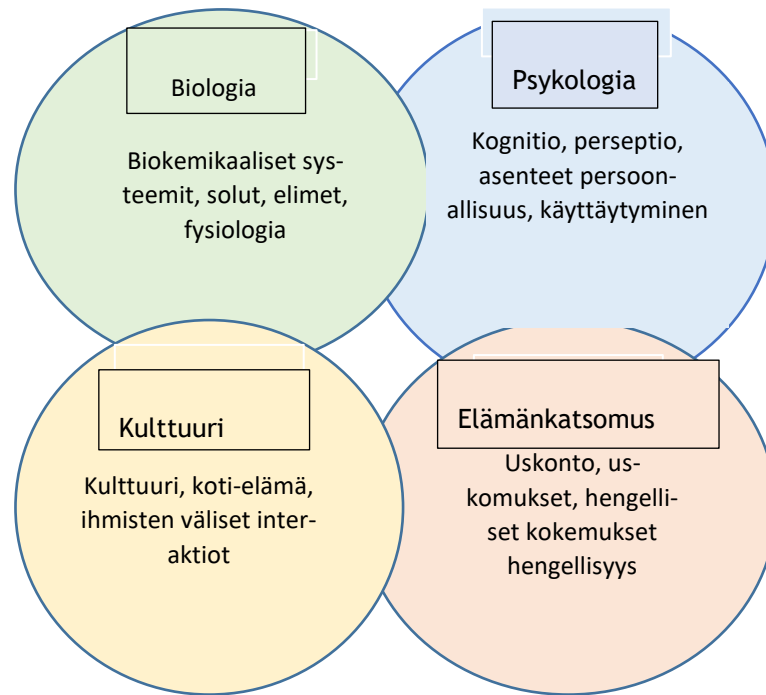 Biologia
Biokemikaaliset sys-
teemit, solut, elimet,
fysiologia
Psykologia
Kognitio, perseptio,
asenteet persoon-
allisuus, käyttäytyminen
Kulttuuri
Kulttuuri, koti-elämä,
ihmisten väliset inter-
aktiot
Elämänkatsomus
Uskonto, us-
komukset, hengelli-
set kokemukset
hengellisyys